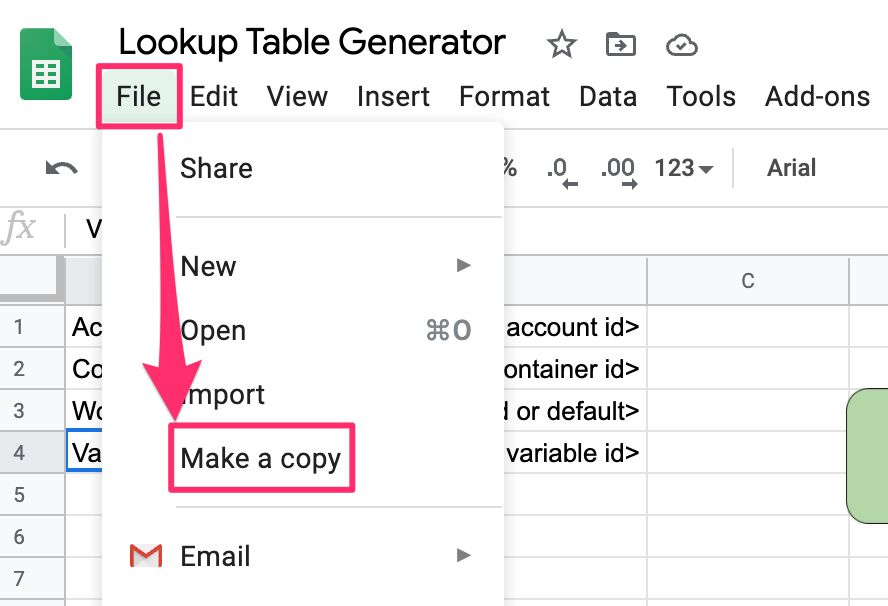 Lookup Table Generator
File Edit View Insert Format Data Tools Add-ons
Share
% .0 .00 123 Arial
fx V
New
C
Open ⌘O
1 Ac account id>
2 Co ontainer id>
Import
3 Wo d or default>
Make a copy
4 Va variable id>
5
6
Email
7